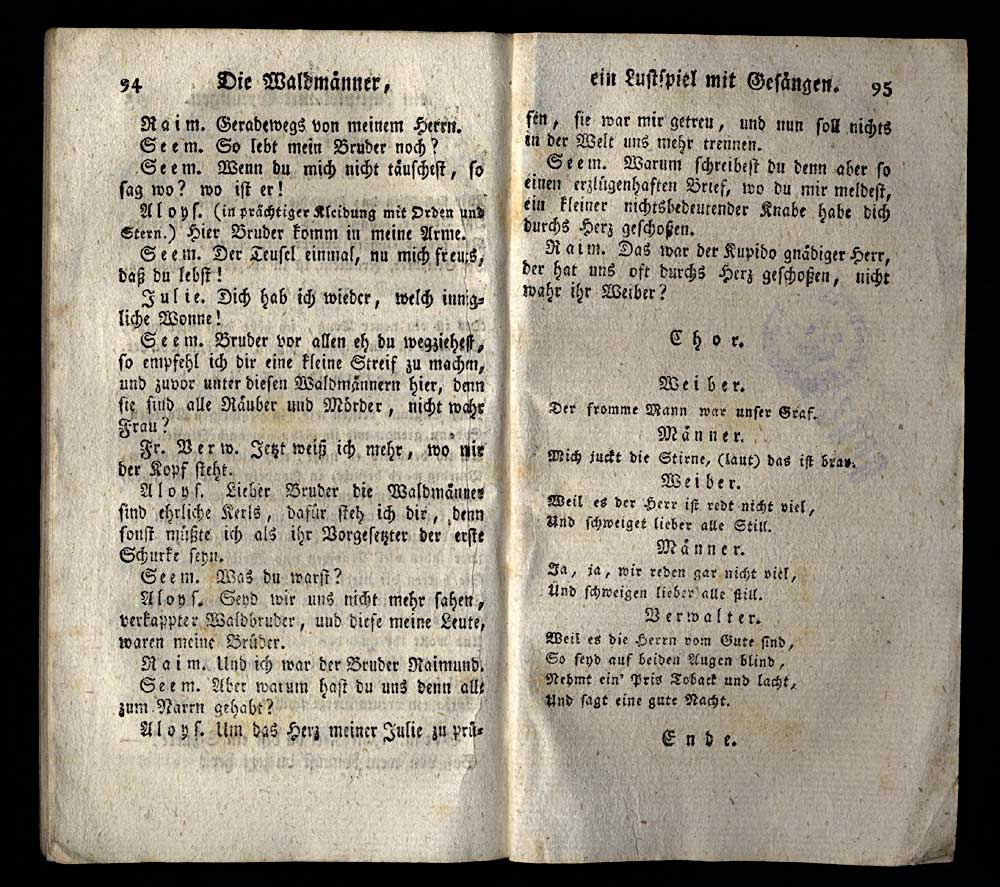 94 Die Waldmänner,
Raim. Geradewegs von meinem Herrn.
Seem. So lebt mein Bruder noch?
Seem. Wenn du mich nicht täuschest, so
sag wo? wo ist er!
Aloys. (in prächtiger Kleidung mit Orden und
Stern.) Hier Bruder komm in meine Arme.
Seem. Der Teufel einmal, nu mich freuts,
daß du lebst!
Julie. Dich hab ich wieder, welch innig-
liche Wonne!
Seem. Bruder vor allen eh du wegziehest,
so empfehl ich dir eine kleine Streif zu machen,
und zuvor unter diesen Waldmännern hier, denn
sie sind alle Räuber und Mörder, nicht wahr
Frau?
Fr. Verw. Jetzt weiß ich mehr, wo mir
der Kopf steht.
Aloys. Lieber Bruder die Waldmänner
sind ehrliche Kerls, dafür steh ich dir, denn
sonst müßte ich als ihr Vorgesetzter der erste
Schurke seyn.
Seem. Was du warst?
Aloys. Seyd wir uns nicht mehr sahen,
verkappter Waldbruder, und diese meine Leute,
waren meine Brüder.
Raim. Und ich war der Bruder Raimund.
Seem. Aber warum hast du uns denn alle
zum Narrn gehabt?
Aloys. Um das Herz meiner Julie zu prü-
ein Lustspiel mit Gesängen. 95
fen, sie war mir getreu, und nun soll nichts
in der Welt uns mehr trennen.
Seem. Warum schreibest du denn aber so
einen erzlügenhaften Brief, wo du mir meldest,
ein kleiner nichtsbedeutender Knabe habe dich
durchs Herz geschoßen.
Raim. Das war der Kupido gnädiger Herr,
der hat uns oft durchs Herz geschoßen, nicht
wahr ihr Weiber?
Chor.
Weiber.
Der fromme Mann war unser Graf.
Männer.
Mich juckt die Stirne, (laut) das ist brav.
Weiber.
Weil es der Herr ist redt nicht viel,
Und schweiget lieber alle Still.
Männer.
Ja, ja, wir reden gar nicht viel,
Und schweigen lieber alle still.
Verwalter.
Weil es die Herrn vom Gute sind,
So seyd auf beiden Augen blind,
Nehmt ein' Pris Toback und lacht,
Und sagt eine gute Nacht.
Ende.